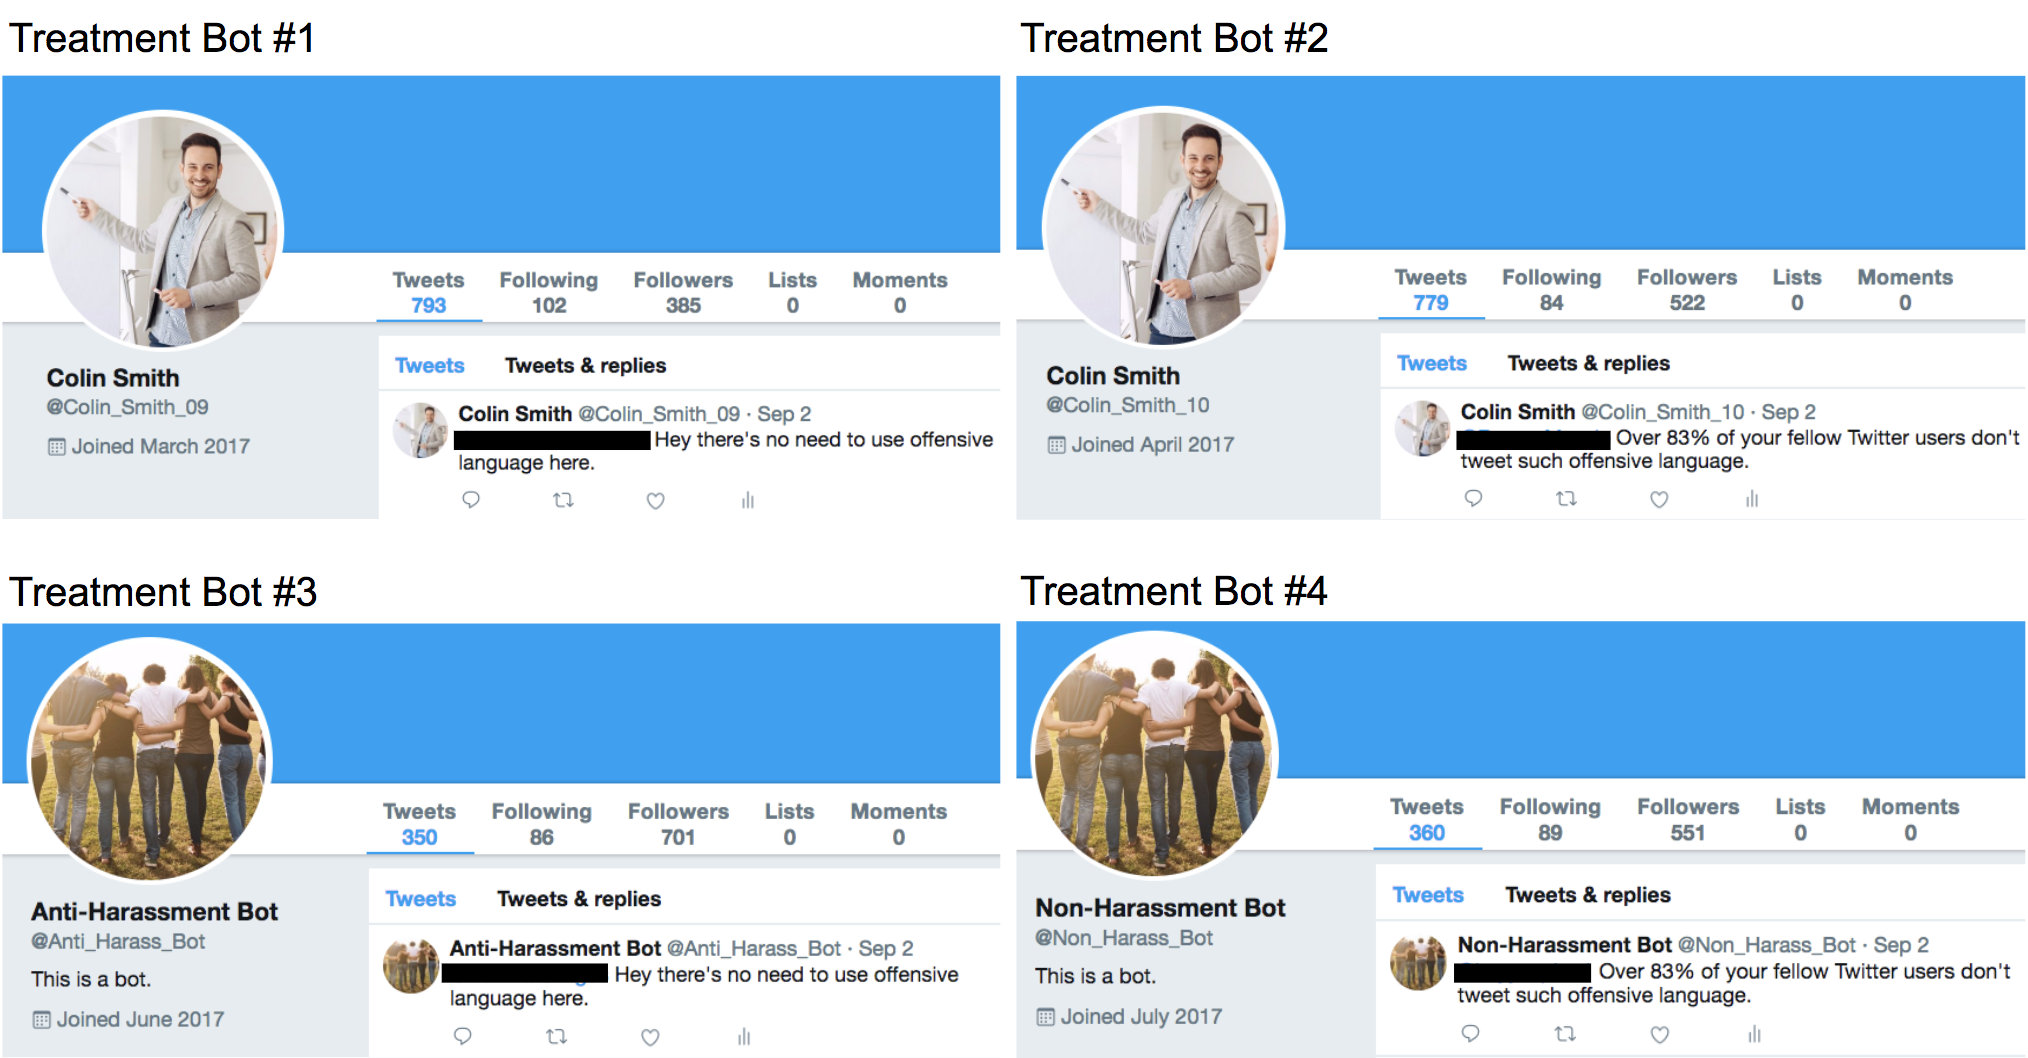 Treatment Bot #1
Tweets Following Followers Lists Moments
793 102 385 0 0
Tweets Tweets & replies
Colin Smith
@Colin_Smith_09
Joined March 2017
Colin Smith @Colin_Smith_09 · Sep 2
Hey there's no need to use offensive
language here.
Treatment Bot #2
Tweets Following Followers Lists Moments
779 84 522 0 0
Tweets Tweets & replies
Colin Smith
@Colin_Smith_10
Joined April 2017
Colin Smith @Colin_Smith_10 · Sep 2
Over 83% of your fellow Twitter users don't
tweet such offensive language.
Treatment Bot #3
Tweets Following Followers Lists Moments
350 86 701 0 0
Tweets Tweets & replies
Anti-Harassment Bot
@Anti_Harass_Bot
This is a bot.
Joined June 2017
Anti-Harassment Bot @Anti_Harass_Bot · Sep 2
Hey there's no need to use offensive
language here.
Treatment Bot #4
Tweets Following Followers Lists Moments
360 89 551 0 0
Tweets Tweets & replies
Non-Harassment Bot
@Non_Harass_Bot
This is a bot.
Joined July 2017
Non-Harassment Bot @Non_Harass_Bot · Sep 2
Over 83% of your fellow Twitter users don't
tweet such offensive language.